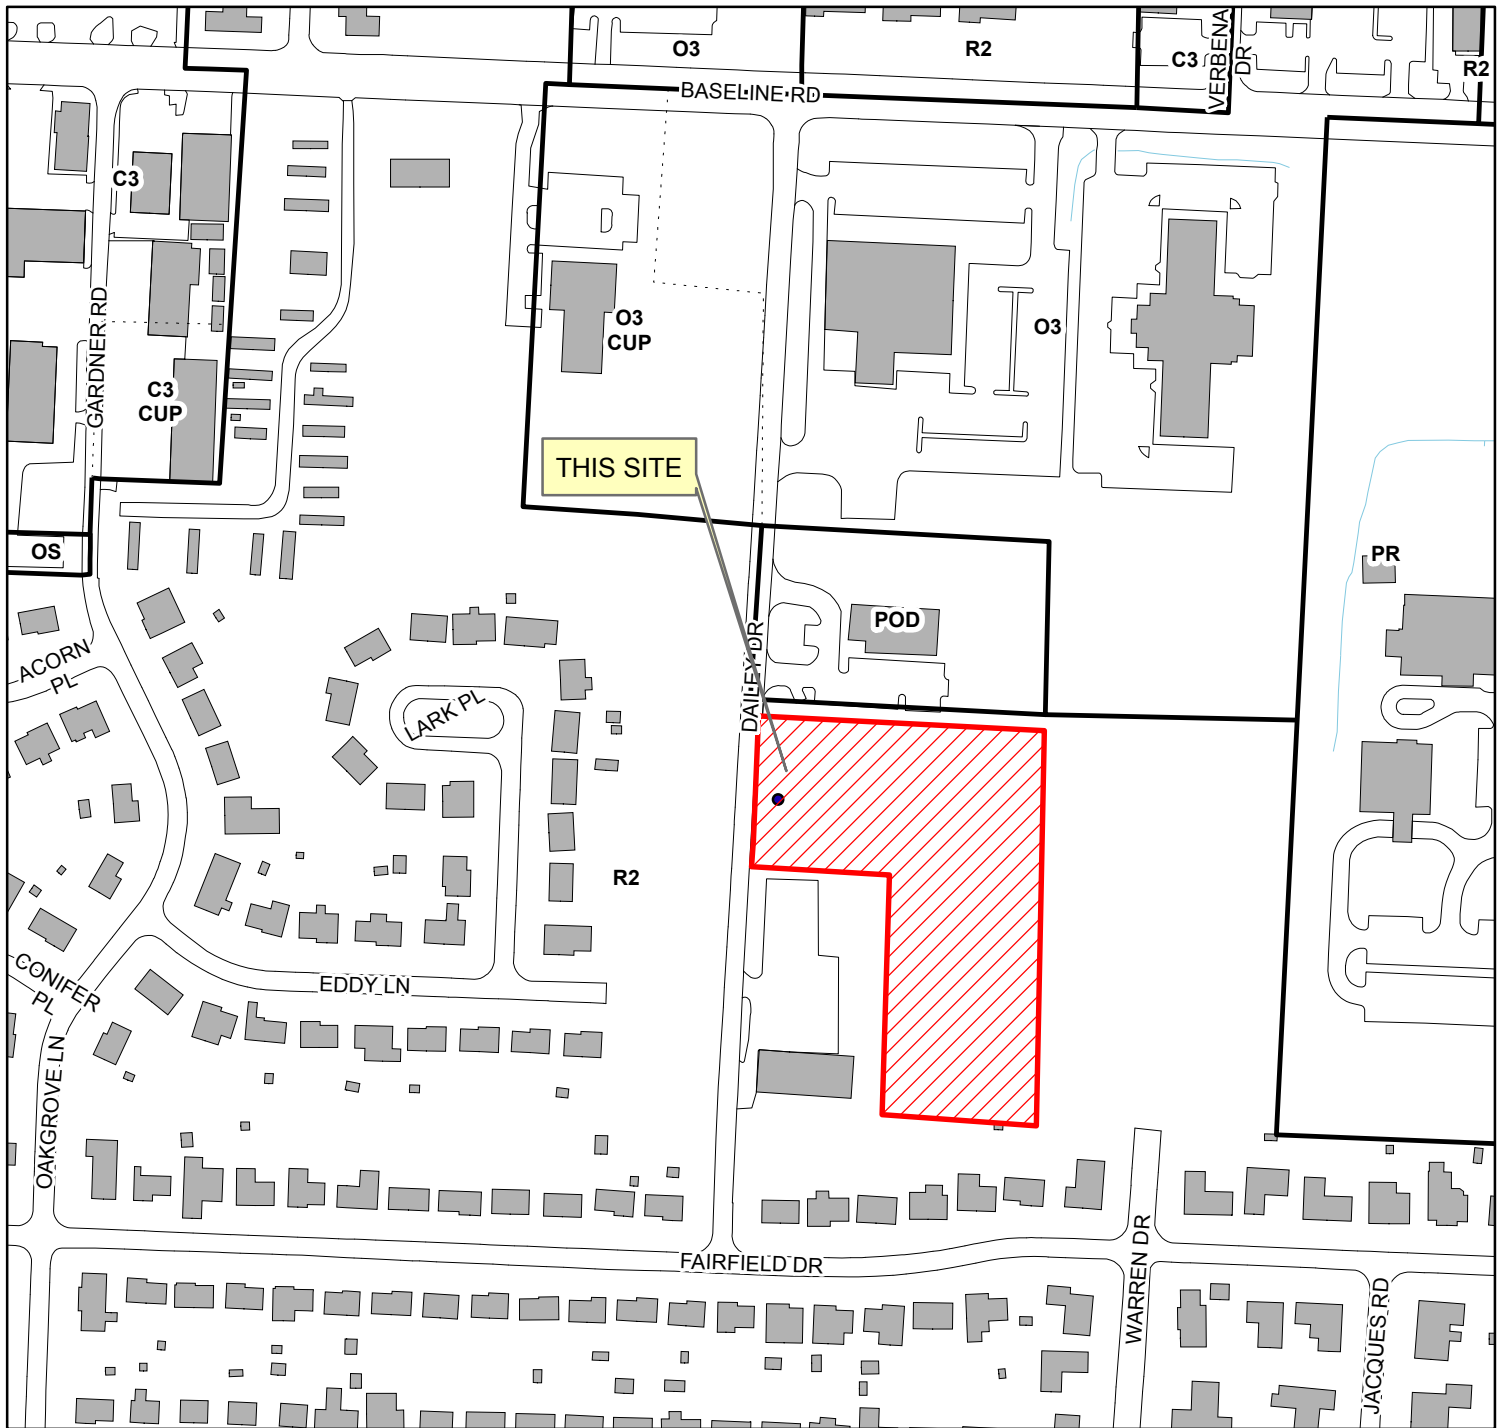 O3
R2
C3
VERBENA
DR
R2
BASELINE RD
C3
GARDNER RD
O3
CUP
O3
C3
CUP
THIS SITE
OS
PR
POD
ACORN
PL
DAILEY DR
LARK PL
R2
CONIFER
PL
EDDY LN
OAKGROVE LN
FAIRFIELD DR
WARREN DR
JACQUES RD